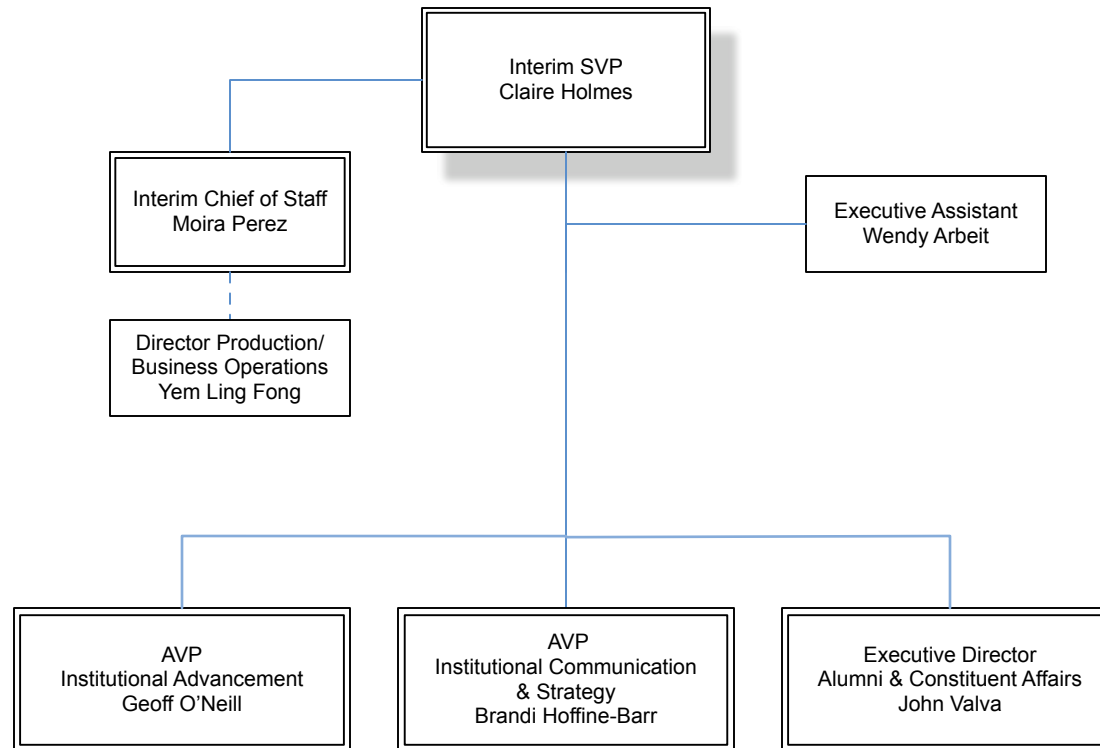 Interim SVP
Claire Holmes
Interim Chief of Staff
Moira Perez
Executive Assistant
Wendy Arbeit
Director Production/
Business Operations
Yem Ling Fong
AVP
Institutional Advancement
Geoff O’Neill
AVP
Institutional Communication
& Strategy
Brandi Hoffine-Barr
Executive Director
Alumni & Constituent Affairs
John Valva